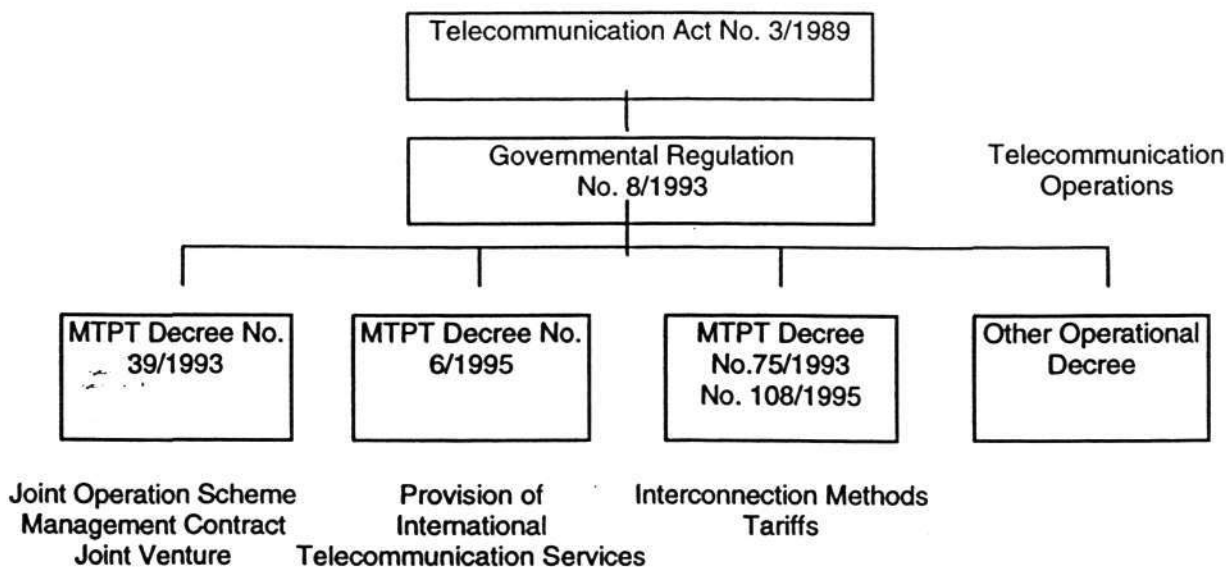 Telecommunication Act No. 3/1989
Governmental Regulation
No. 8/1993
Telecommunication
Operations
MTPT Decree No.
39/1993
MTPT Decree No.
6/1995
MTPT Decree
No.75/1993
No. 108/1995
Other Operational
Decree
Joint Operation Scheme
Management Contract
Joint Venture
Provision of
International
Telecommunication Services
Interconnection Methods
Tariffs